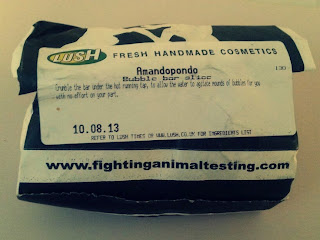 LUSH FRESH HANDMADE COSMETICS
Amandopondo
Bubble bar slice
Crumble the bar under the hot running tap, to allow the water to agitate mounds of bubbles for you
with no effort on your part.
10.08.13
REFER TO LUSH TIMES OR WWW.LUSH.CO.UK FOR INGREDIENTS LIST
www.fightinganimaltesting.com